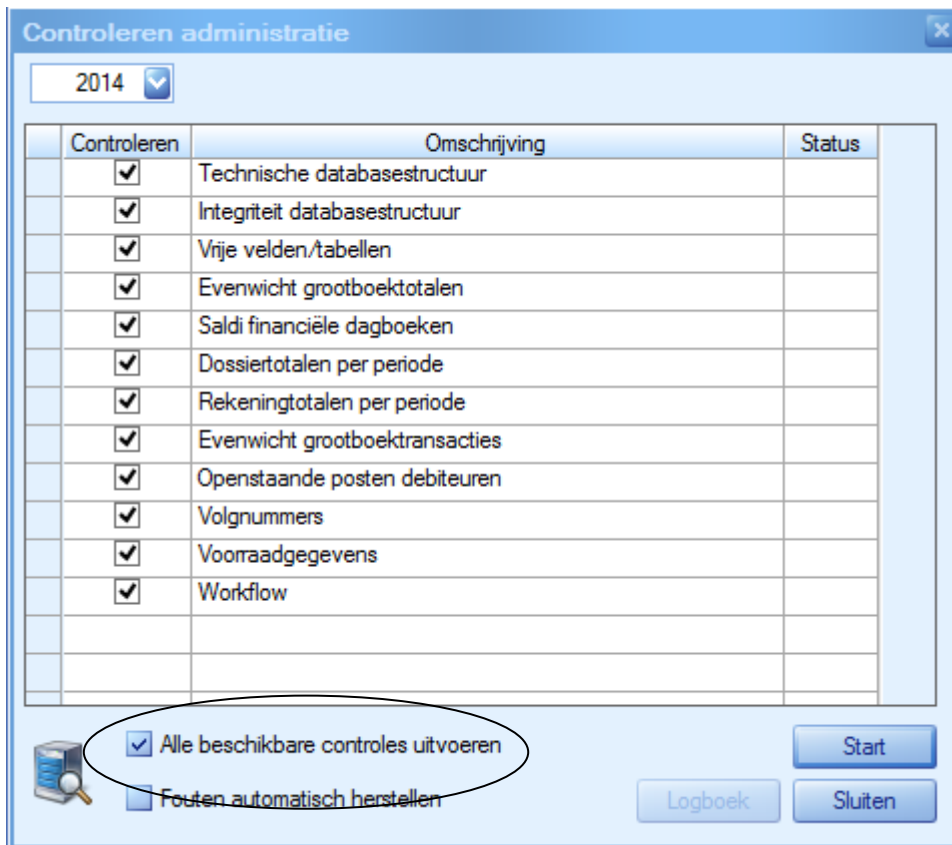 Controleren administratie
2014
Controleren Omschrijving Status
Technische databasestructuur
Integriteit databasestructuur
Vrije velden/tabellen
Evenwicht grootboektotalen
Saldi financiële dagboeken
Dossiertotalen per periode
Rekeningtotalen per periode
Evenwicht grootboektransacties
Openstaande posten debiteuren
Volgnummers
Voorraadgegevens
Workflow
Alle beschikbare controles uitvoeren
Start
Fouten automatisch herstellen
Logboek
Sluiten